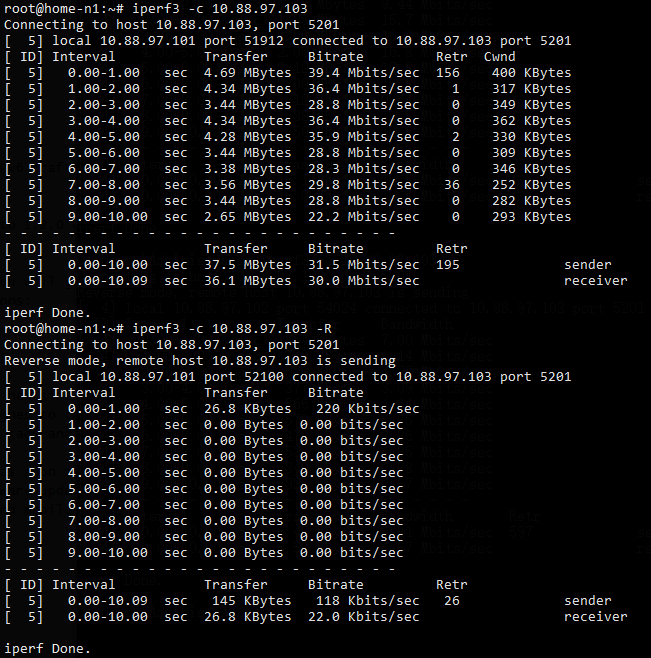 root@home-n1:~# iperf3 -c 10.88.97.103
Connecting to host 10.88.97.103, port 5201
[  5] local 10.88.97.101 port 51912 connected to 10.88.97.103 port 5201
[ ID] Interval           Transfer     Bitrate         Retr  Cwnd
[  5]   0.00-1.00   sec  4.69 MBytes  39.4 Mbits/sec  156    400 KBytes
[  5]   1.00-2.00   sec  4.34 MBytes  36.4 Mbits/sec    1    317 KBytes
[  5]   2.00-3.00   sec  3.44 MBytes  28.8 Mbits/sec    0    349 KBytes
[  5]   3.00-4.00   sec  4.34 MBytes  36.4 Mbits/sec    0    362 KBytes
[  5]   4.00-5.00   sec  4.28 MBytes  35.9 Mbits/sec    2    330 KBytes
[  5]   5.00-6.00   sec  3.44 MBytes  28.8 Mbits/sec    0    309 KBytes
[  5]   6.00-7.00   sec  3.38 MBytes  28.3 Mbits/sec    0    346 KBytes
[  5]   7.00-8.00   sec  3.56 MBytes  29.8 Mbits/sec   36    252 KBytes
[  5]   8.00-9.00   sec  3.44 MBytes  28.8 Mbits/sec    0    282 KBytes
[  5]   9.00-10.00  sec  2.65 MBytes  22.2 Mbits/sec    0    293 KBytes
- - - - - - - - - - - - - - - - - - - - - - - - -
[ ID] Interval           Transfer     Bitrate         Retr
[  5]   0.00-10.00  sec  37.5 MBytes  31.5 Mbits/sec  195             sender
[  5]   0.00-10.09  sec  36.1 MBytes  30.0 Mbits/sec                  receiver
iperf Done.
root@home-n1:~# iperf3 -c 10.88.97.103 -R
Connecting to host 10.88.97.103, port 5201
Reverse mode, remote host 10.88.97.103 is sending
[  5] local 10.88.97.101 port 52100 connected to 10.88.97.103 port 5201
[ ID] Interval           Transfer     Bitrate
[  5]   0.00-1.00   sec  26.8 KBytes   220 Kbits/sec
[  5]   1.00-2.00   sec  0.00 Bytes  0.00 bits/sec
[  5]   2.00-3.00   sec  0.00 Bytes  0.00 bits/sec
[  5]   3.00-4.00   sec  0.00 Bytes  0.00 bits/sec
[  5]   4.00-5.00   sec  0.00 Bytes  0.00 bits/sec
[  5]   5.00-6.00   sec  0.00 Bytes  0.00 bits/sec
[  5]   6.00-7.00   sec  0.00 Bytes  0.00 bits/sec
[  5]   7.00-8.00   sec  0.00 Bytes  0.00 bits/sec
[  5]   8.00-9.00   sec  0.00 Bytes  0.00 bits/sec
[  5]   9.00-10.00  sec  0.00 Bytes  0.00 bits/sec
- - - - - - - - - - - - - - - - - - - - - - - - -
[ ID] Interval           Transfer     Bitrate         Retr
[  5]   0.00-10.09  sec   145 KBytes   118 Kbits/sec   26             sender
[  5]   0.00-10.00  sec  26.8 KBytes  22.0 Kbits/sec                  receiver
iperf Done.